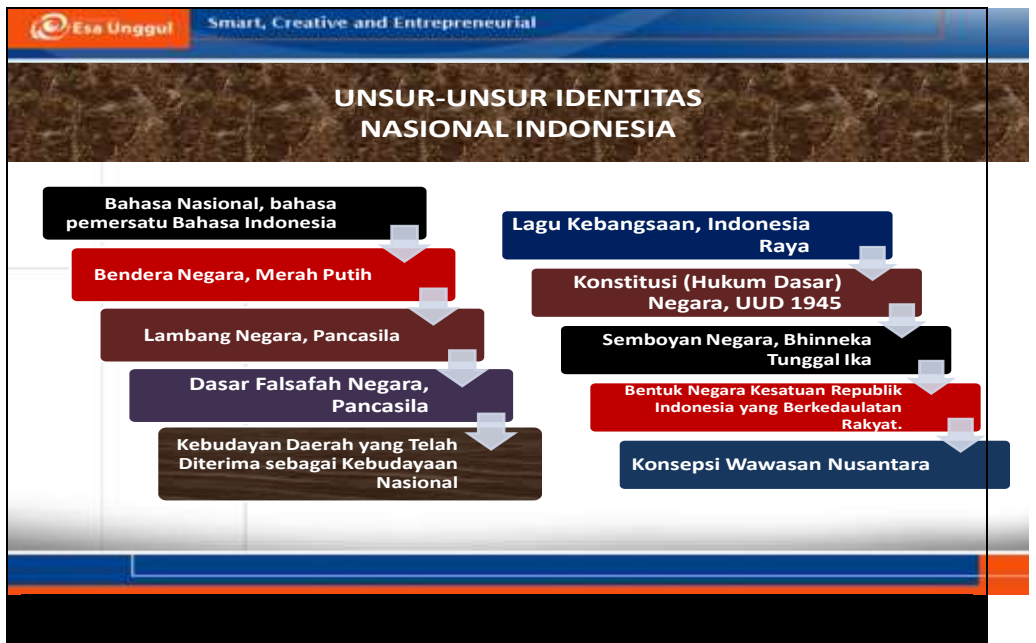 Esa Unggul
Smart, Creative and Entrepreneurial
UNSUR-UNSUR IDENTITAS
NASIONAL INDONESIA
Bahasa Nasional, bahasa
pemersatu Bahasa Indonesia
Bendera Negara, Merah Putih
Lambang Negara, Pancasila
Dasar Falsafah Negara,
Pancasila
Kebudayan Daerah yang Telah
Diterima sebagai Kebudayaan
Nasional
Lagu Kebangsaan, Indonesia
Raya
Konstitusi (Hukum Dasar)
Negara, UUD 1945
Semboyan Negara, Bhinneka
Tunggal Ika
Bentuk Negara Kesatuan Republik
Indonesia yang Berkedaulatan
Rakyat.
Konsepsi Wawasan Nusantara